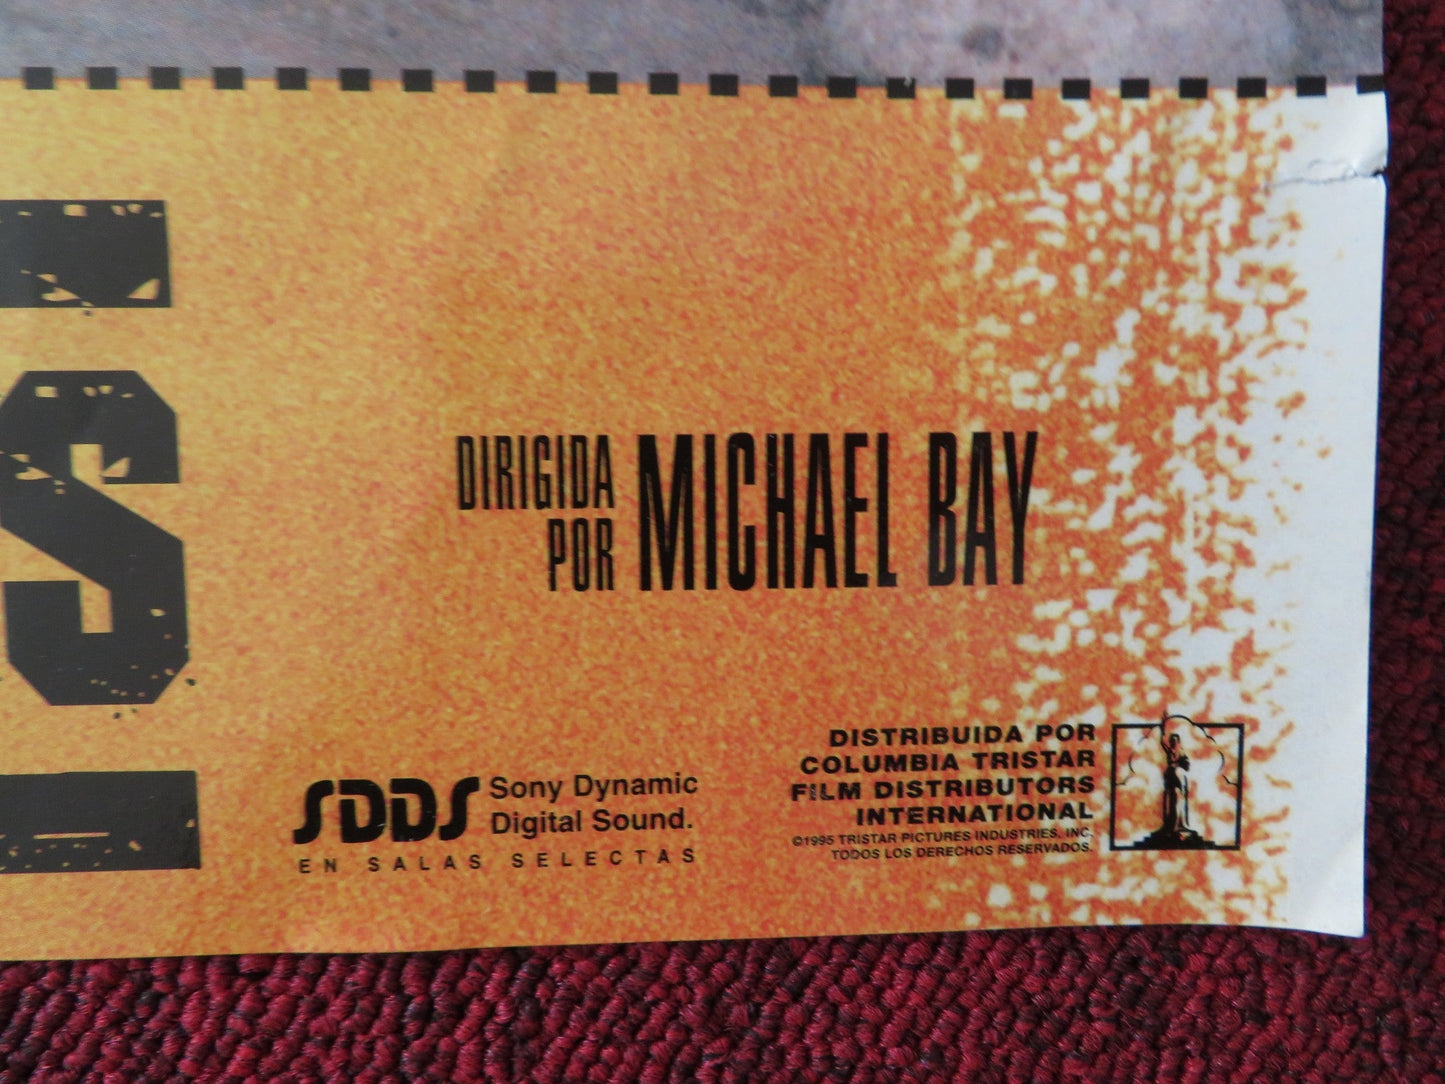 S
DIRIGIDA
POR MICHAEL BAY
SDDS Sony Dynamic
Digital Sound.
EN SALAS SELECTAS
DISTRIBUIDA POR
COLUMBIA TRISTAR
FILM DISTRIBUTORS
INTERNATIONAL
©1995 TRISTAR PICTURES INDUSTRIES, INC.
TODOS LOS DERECHOS RESERVADOS.